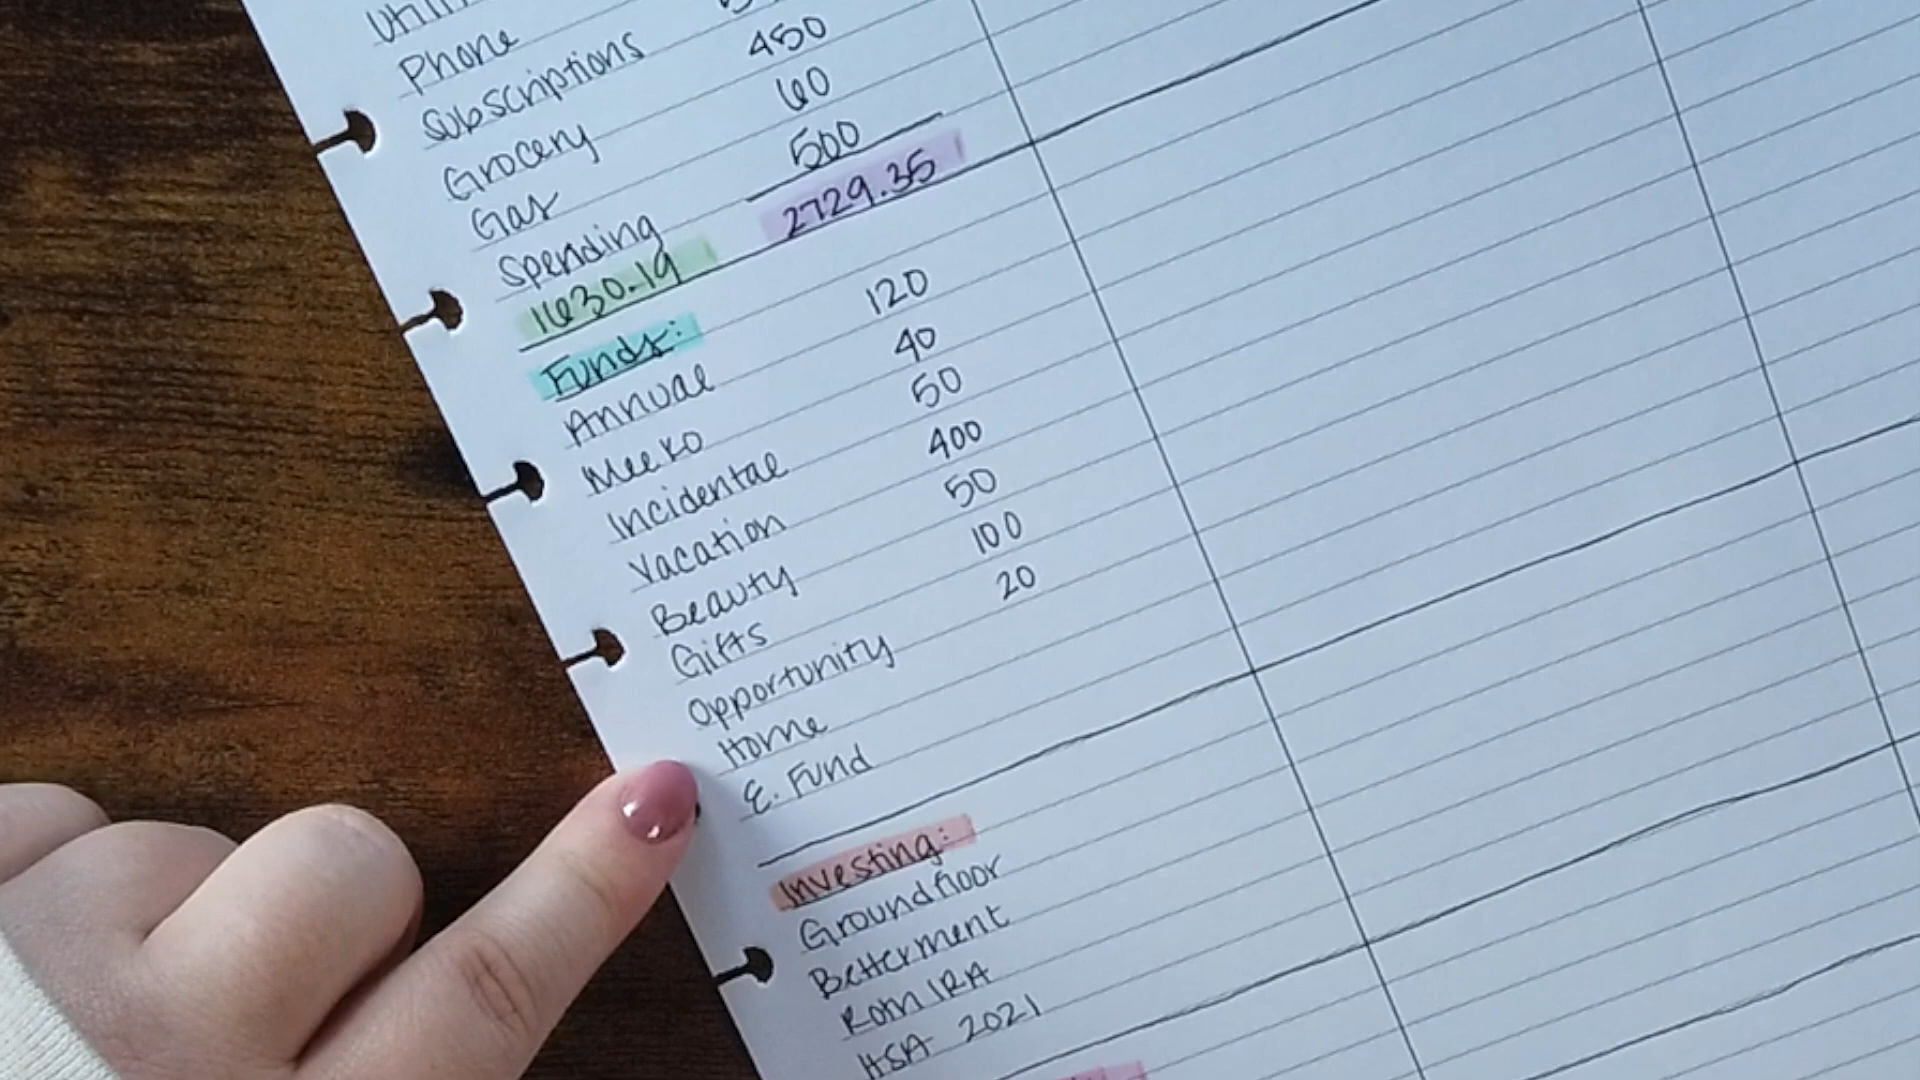 Phone
Subscriptions
Grocery 450
Gas 60
Spending 500
1630.19 2729.35
Funds:
Annual 120
Meeko 40
Incidental 50
Vacation 400
Beauty 50
Gifts 100
Opportunity 20
Home
E. Fund
Investing:
Groundfloor
Betterment
Roth IRA
HSA 2021